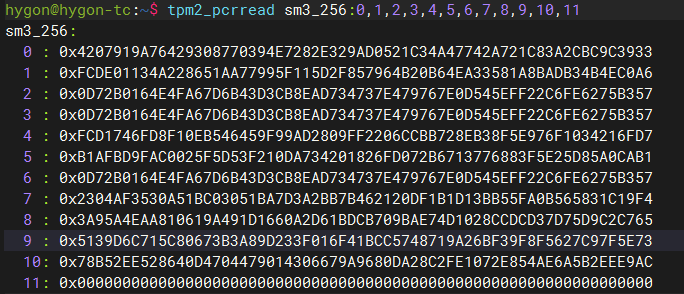 hygon@hygon-tc:~$ tpm2_pcrread sm3_256:0,1,2,3,4,5,6,7,8,9,10,11
sm3_256:
0 : 0x4207919A76429308770394E7282E329AD0521C34A47742A721C83A2CBC9C3933
1 : 0xFCDE01134A228651AA77995F115D2F857964B20B64EA33581A8BADB34B4EC0A6
2 : 0x0D72B0164E4FA67D6B43D3CB8EAD734737E479767E0D545EFF22C6FE6275B357
3 : 0x0D72B0164E4FA67D6B43D3CB8EAD734737E479767E0D545EFF22C6FE6275B357
4 : 0xFCD1746FD8F10EB546459F99AD2809FF2206CCBB728EB38F5E976F1034216FD7
5 : 0xB1AFBD9FAC0025F5D53F210DA734201826FD072B6713776883F5E25D85A0CAB1
6 : 0x0D72B0164E4FA67D6B43D3CB8EAD734737E479767E0D545EFF22C6FE6275B357
7 : 0x2304AF3530A51BC03051BA7D3A2BB7B462120DF1B1D13BB55FA0B565831C19F4
8 : 0x3A95A4EAA810619A491D1660A2D61BDCB709BAE74D1028CCDCD37D75D9C2C765
9 : 0x5139D6C715C80673B3A89D233F016F41BCC5748719A26BF39F8F5627C97F5E73
10: 0x78B52EE528640D4704479014306679A9680DA28C2FE1072E854AE6A5B2EEE9AC
11: 0x0000000000000000000000000000000000000000000000000000000000000000